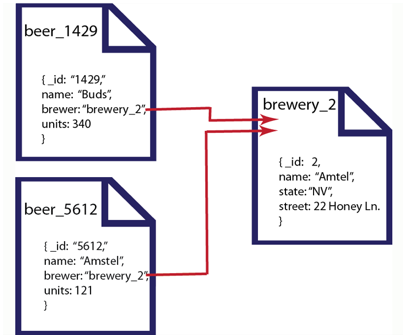 beer_1429
{ _id: “1429,”
name: “Buds”,
brewer: “brewery_2”,
units: 340
}
beer_5612
{ _id: “5612,”
name: “Amstel”,
brewer: “brewery_2”,
units: 121
}
brewery_2
{ _id: 2,
name: “Amtel”,
state: “NV”,
street: 22 Honey Ln.
}